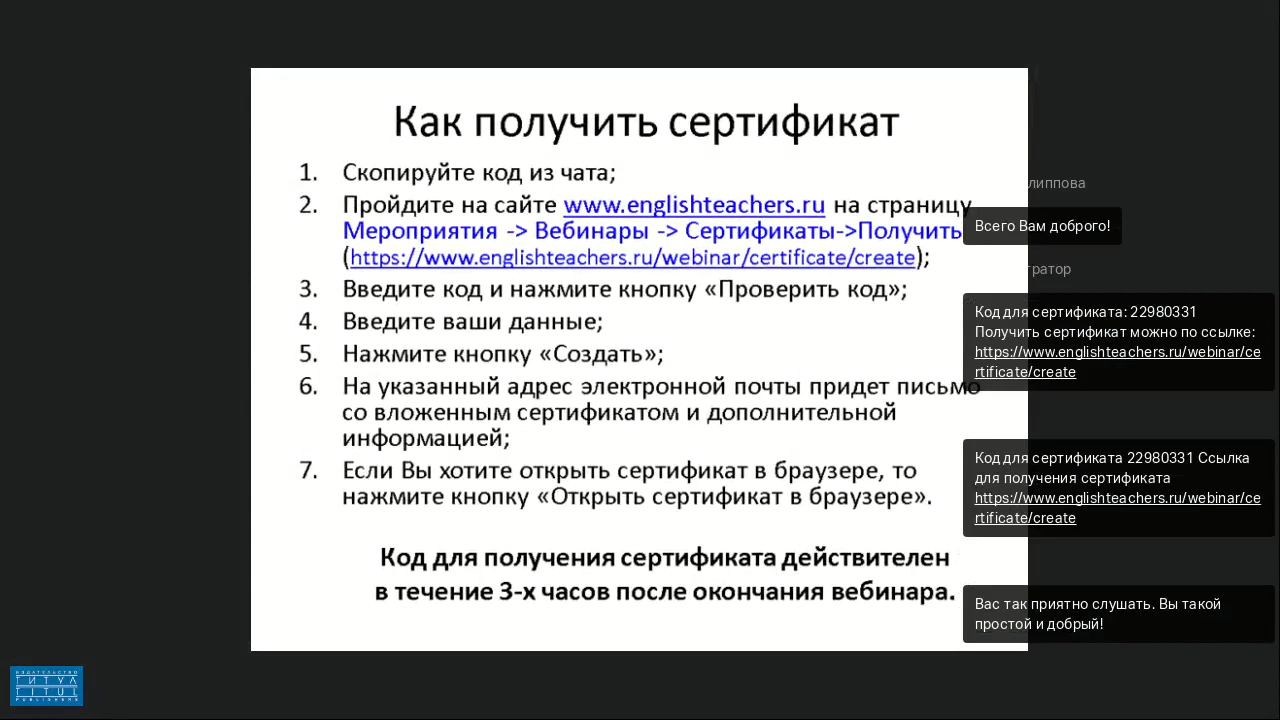 Как получить сертификат
1. Скопируйте код из чата;
2. Пройдите на сайте www.englishteachers.ru на страницу
Мероприятия -> Вебинары -> Сертификаты->Получить
(https://www.englishteachers.ru/webinar/certificate/create);
3. Введите код и нажмите кнопку «Проверить код»;
4. Введите ваши данные;
5. Нажмите кнопку «Создать»;
6. На указанный адрес электронной почты придет письмо
со вложенным сертификатом и дополнительной
информацией;
7. Если Вы хотите открыть сертификат в браузере, то
нажмите кнопку «Открыть сертификат в браузере».
Код для получения сертификата действителен
в течение 3-х часов после окончания вебинара.
липпова
Всего Вам доброго!
тратор
Код для сертификата: 22980331
Получить сертификат можно по ссылке:
https://www.englishteachers.ru/webinar/ce
rtificate/create
Код для сертификата 22980331 Ссылка
для получения сертификата
https://www.englishteachers.ru/webinar/ce
rtificate/create
Вас так приятно слушать. Вы такой
простой и добрый!
ИЗДАТЕЛЬСТВО
ТИТУЛ
TITUL
PUBLISHERS